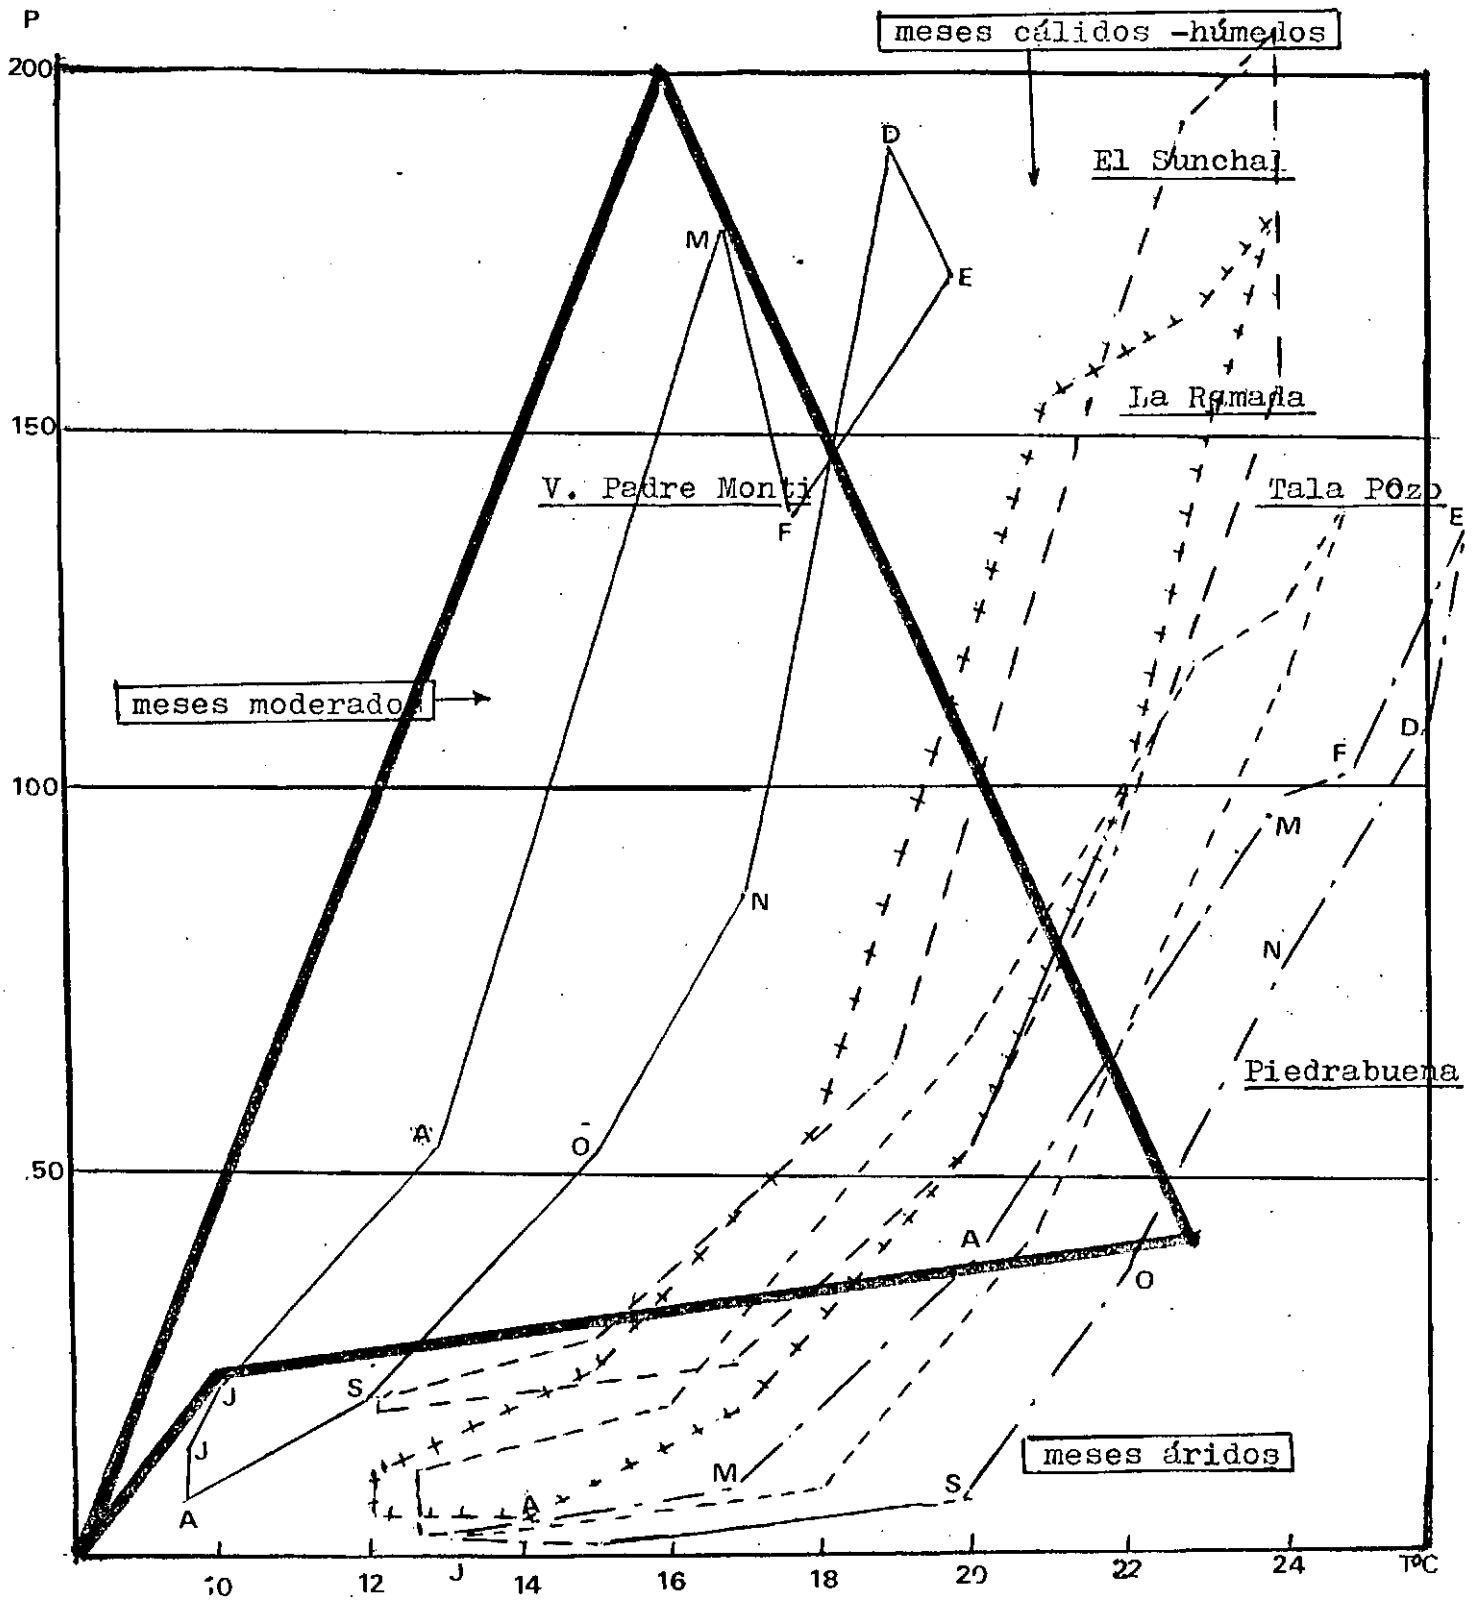 P
meses cálidos -húmedos
200
D
El Sunchal
M
E
La Ramada
150
V. Padre Monti
Tala Pozo
E
F
meses moderados
D
F
100
A
M
N
N
Piedrabuena
A
O
50
A
O
J
S
J
meses áridos
M
S
A
A
10
12
J
14
16
18
20
22
24
TºC